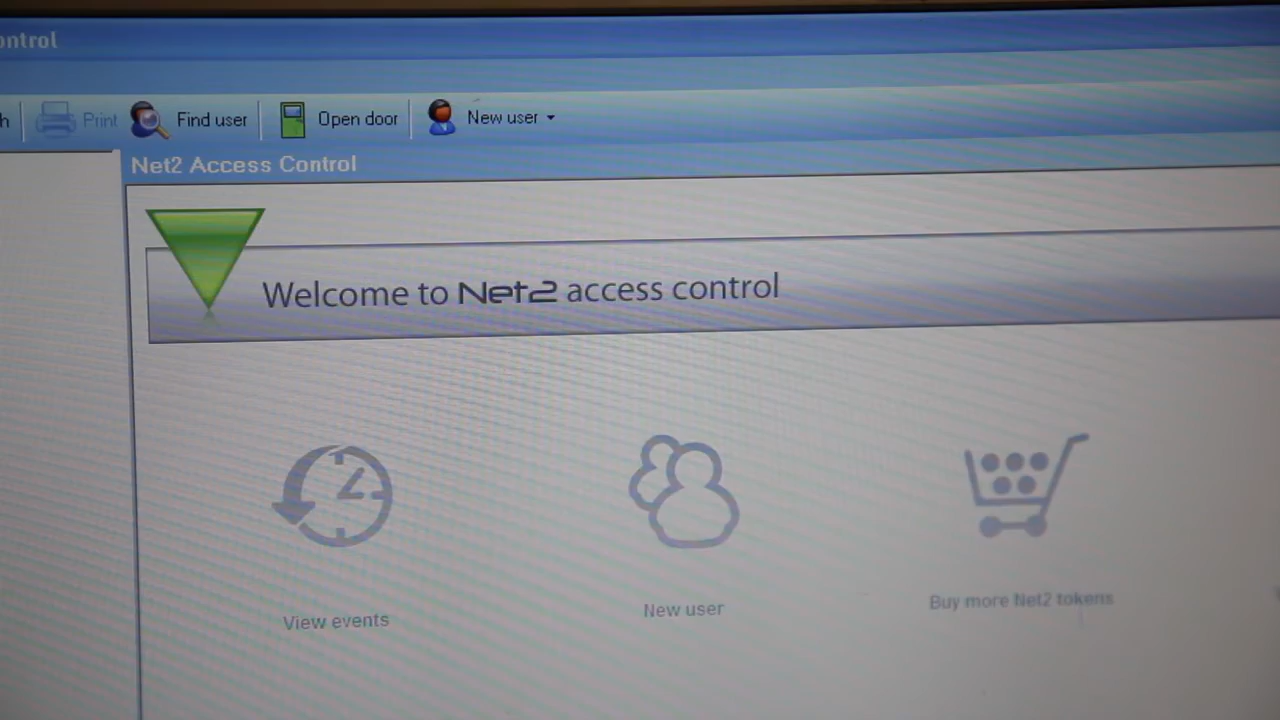 ontrol
h Print Find user Open door New user
Net2 Access Control
Welcome to Net2 access control
View events New user Buy more Net2 tokens